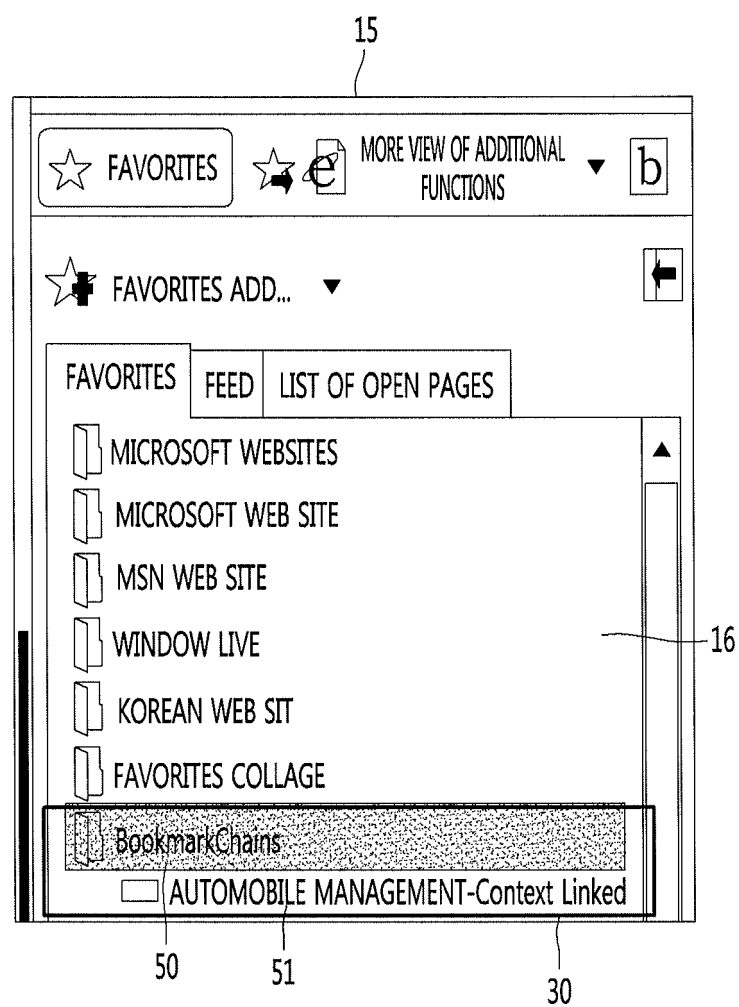 15
FAVORITES
e
MORE VIEW OF ADDITIONAL
FUNCTIONS
b
FAVORITES ADD...
FAVORITES
FEED
LIST OF OPEN PAGES
MICROSOFT WEBSITES
MICROSOFT WEB SITE
MSN WEB SITE
WINDOW LIVE
16
KOREAN WEB SIT
FAVORITES COLLAGE
BookmarkChains
AUTOMOBILE MANAGEMENT-Context Linked
50
51
30